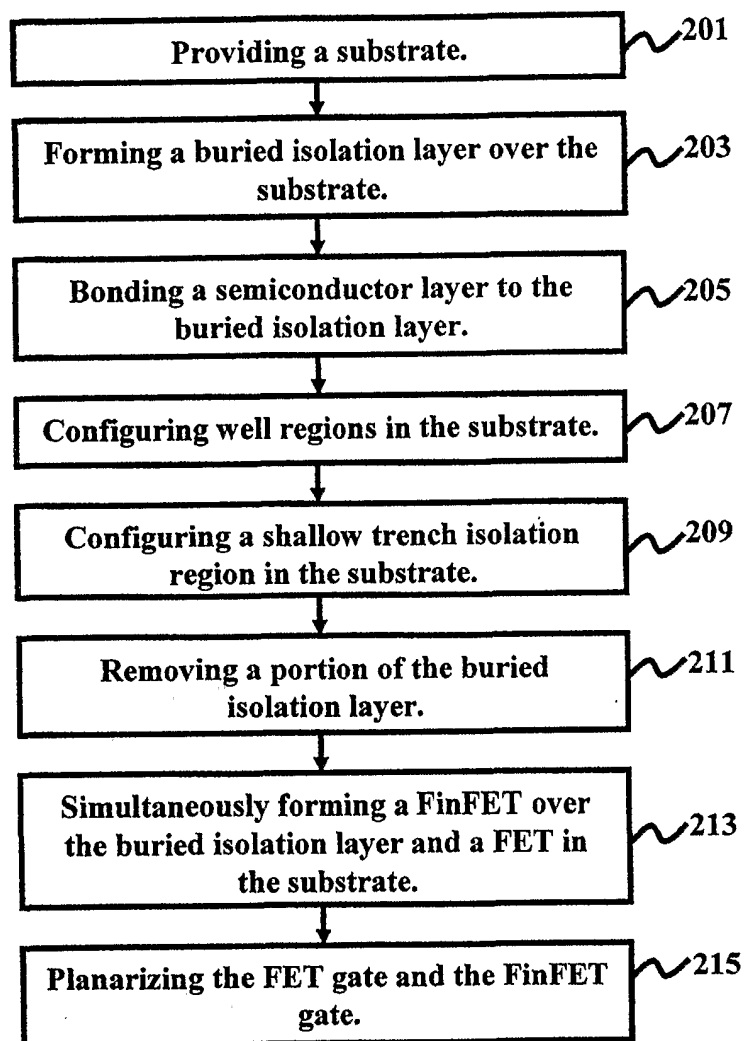 Providing a substrate.
201
Forming a buried isolation layer over the
substrate.
203
Bonding a semiconductor layer to the
buried isolation layer.
205
Configuring well regions in the substrate.
207
Configuring a shallow trench isolation
region in the substrate.
209
Removing a portion of the buried
isolation layer.
211
Simultaneously forming a FinFET over
the buried isolation layer and a FET in
the substrate.
213
Planarizing the FET gate and the FinFET
gate.
215